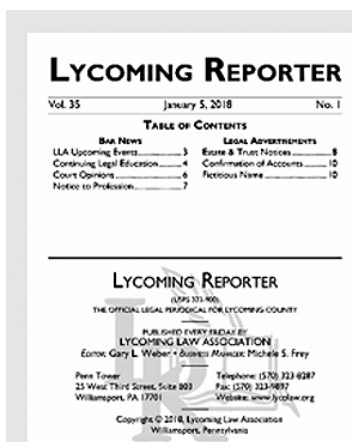 LYCOMING REPORTER
Vol. 35 January 5, 2018 No. 1
TABLE OF CONTENTS
BAR NEWS
LLA Upcoming Events 3
Continuing Legal Education 4
Court Opinions 6
Notice to Profession 7
LEGAL ADVERTISEMENTS
Estate & Trust Notices 8
Confirmation of Accounts 10
Fictitious Name 10
LYCOMING REPORTER
(USPS 323-900)
THE OFFICIAL LEGAL PERIODICAL FOR LYCOMING COUNTY
PUBLISHED EVERY FRIDAY BY
LYCOMING LAW ASSOCIATION
EDITOR: Gary L. Weber • BUSINESS MANAGER: Michele S. Frey
Penn Tower
25 West Third Street, Suite 803
Williamsport, PA 17701
Telephone: (570) 323-8287
Fax: (570) 323-9897
Website: www.lycolaw.org
Copyright © 2018, Lycoming Law Association
Williamsport, Pennsylvania